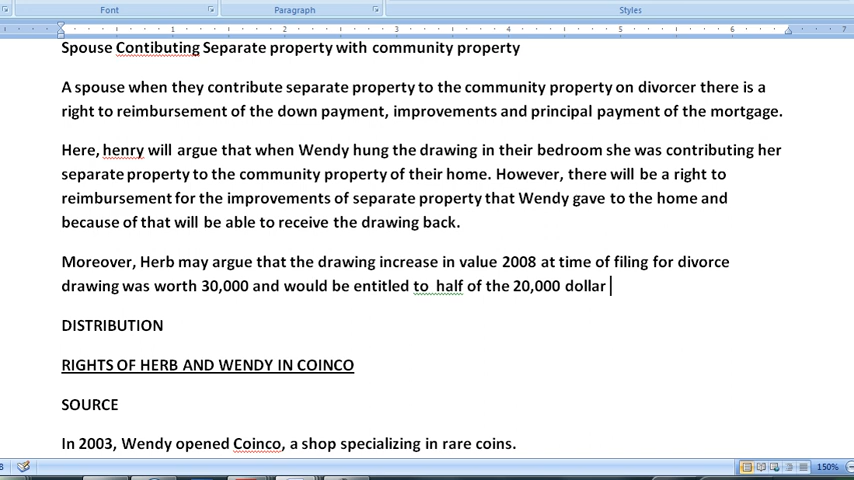 Font Paragraph Styles
1 2 3 4 5 6 7
Spouse Contibuting Separate property with community property
A spouse when they contribute separate property to the community property on divorcer there is a
right to reimbursement of the down payment, improvements and principal payment of the mortgage.
Here, henry will argue that when Wendy hung the drawing in their bedroom she was contributing her
separate property to the community property of their home. However, there will be a right to
reimbursement for the improvements of separate property that Wendy gave to the home and
because of that will be able to receive the drawing back.
Moreover, Herb may argue that the drawing increase in value 2008 at time of filing for divorce
drawing was worth 30,000 and would be entitled to half of the 20,000 dollar
DISTRIBUTION
RIGHTS OF HERB AND WENDY IN COINCO
SOURCE
In 2003, Wendy opened Coinco, a shop specializing in rare coins.
150%